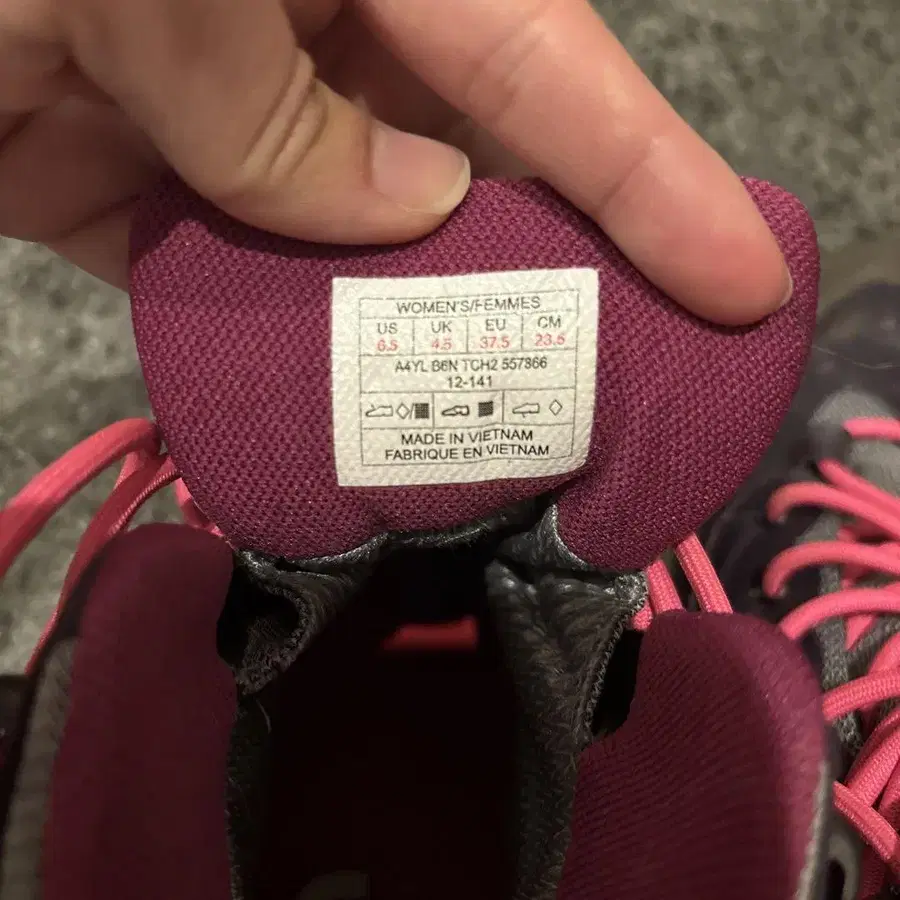 WOMEN'S/FEMMES
US UK EU CM
6.5 4.5 37.5 23.5
A4YL B6N TCH2 557866
12-141
MADE IN VIETNAM
FABRIQUE EN VIETNAM